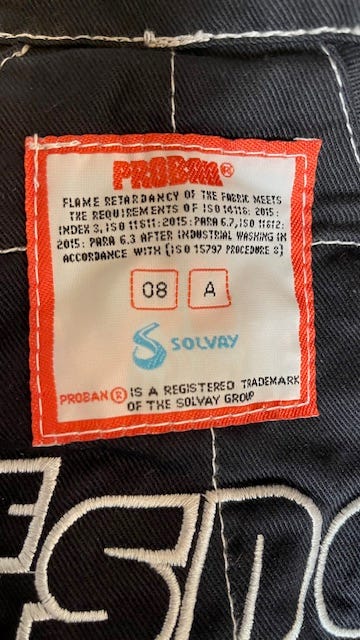 PROBAN®
FLAME RETARDANCY OF THE FABRIC MEETS
THE REQUIREMENTS OF ISO 14116: 2015:
INDEX 3, ISO 11611: 2015: PARA 6.7, ISO 11612:
2015: PARA 6.3 AFTER INDUSTRIAL WASHING IN
ACCORDANCE WITH (ISO 15797 PROCEDURE 8)
08 A
SOLVAY
PROBAN® IS A REGISTERED TRADEMARK
OF THE SOLVAY GROUP